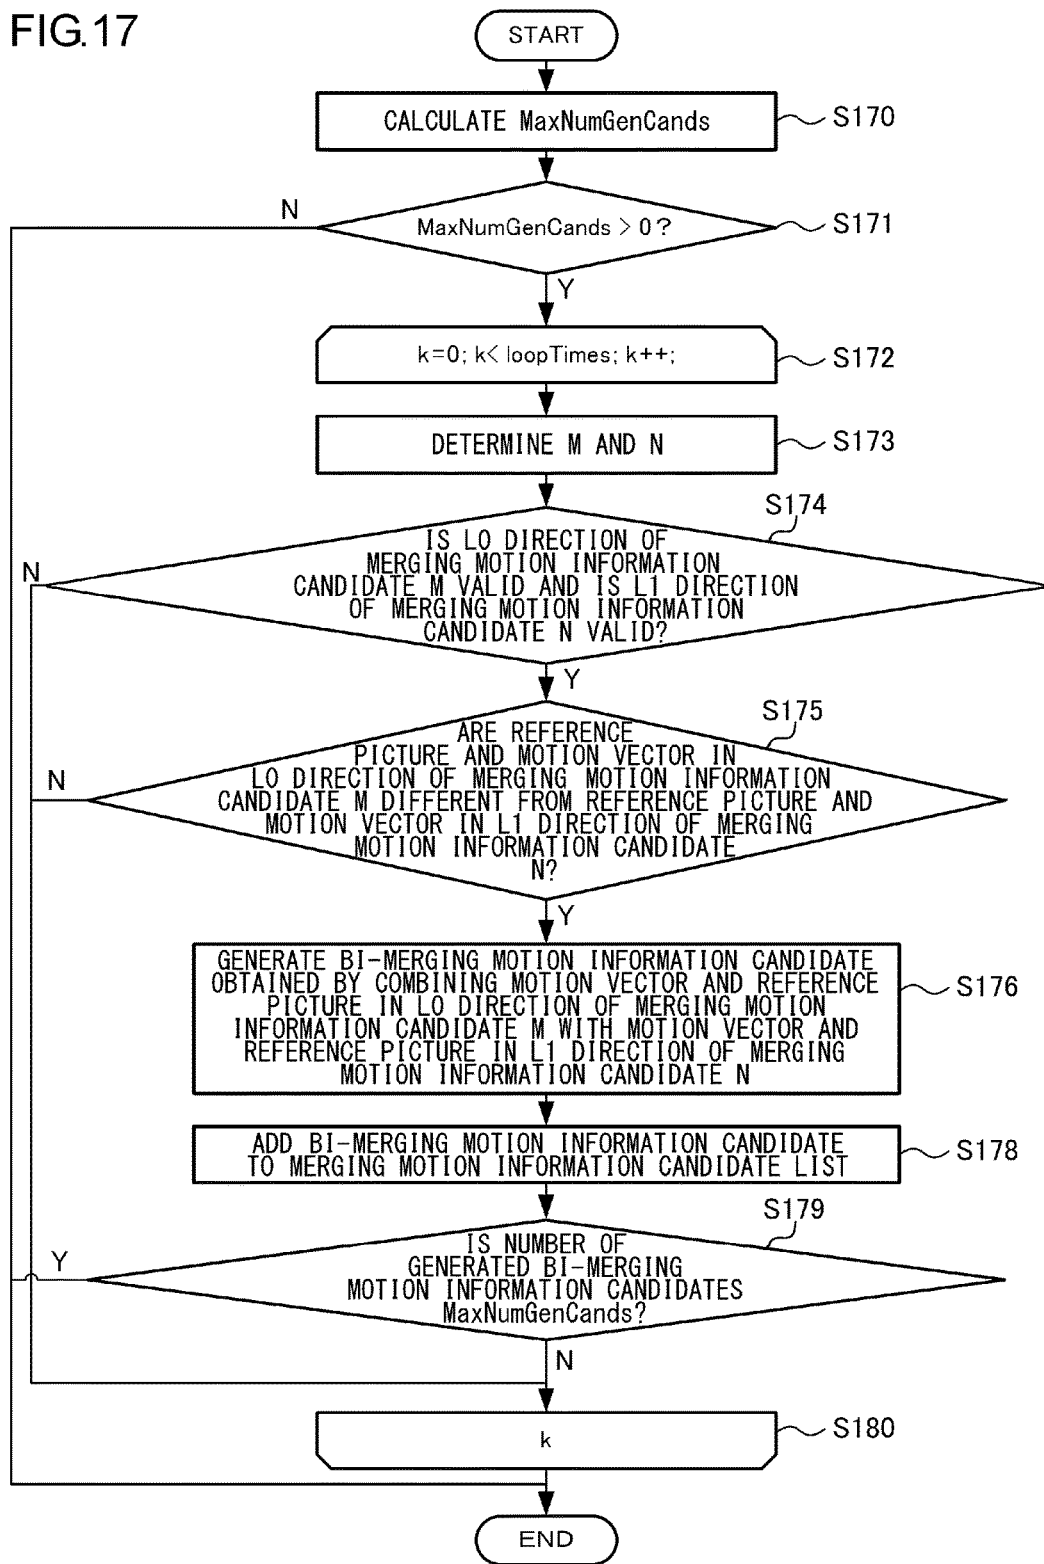 FIG.17
START
CALCULATE MaxNumGenCands
S170
N
MaxNumGenCands > 0?
S171
Y
k=0; k< loopTimes; k++;
S172
DETERMINE M AND N
S173
S174
N
IS L0 DIRECTION OF
MERGING MOTION INFORMATION
CANDIDATE M VALID AND IS L1 DIRECTION
OF MERGING MOTION INFORMATION
CANDIDATE N VALID?
Y
S175
N
ARE REFERENCE
PICTURE AND MOTION VECTOR IN
L0 DIRECTION OF MERGING MOTION INFORMATION
CANDIDATE M DIFFERENT FROM REFERENCE PICTURE AND
MOTION VECTOR IN L1 DIRECTION OF MERGING
MOTION INFORMATION CANDIDATE
N?
Y
GENERATE BI-MERGING MOTION INFORMATION CANDIDATE
OBTAINED BY COMBINING MOTION VECTOR AND REFERENCE
PICTURE IN L0 DIRECTION OF MERGING MOTION
INFORMATION CANDIDATE M WITH MOTION VECTOR AND
REFERENCE PICTURE IN L1 DIRECTION OF MERGING
MOTION INFORMATION CANDIDATE N
S176
ADD BI-MERGING MOTION INFORMATION CANDIDATE
TO MERGING MOTION INFORMATION CANDIDATE LIST
S178
S179
Y
IS NUMBER OF
GENERATED BI-MERGING
MOTION INFORMATION CANDIDATES
MaxNumGenCands?
N
k
S180
END